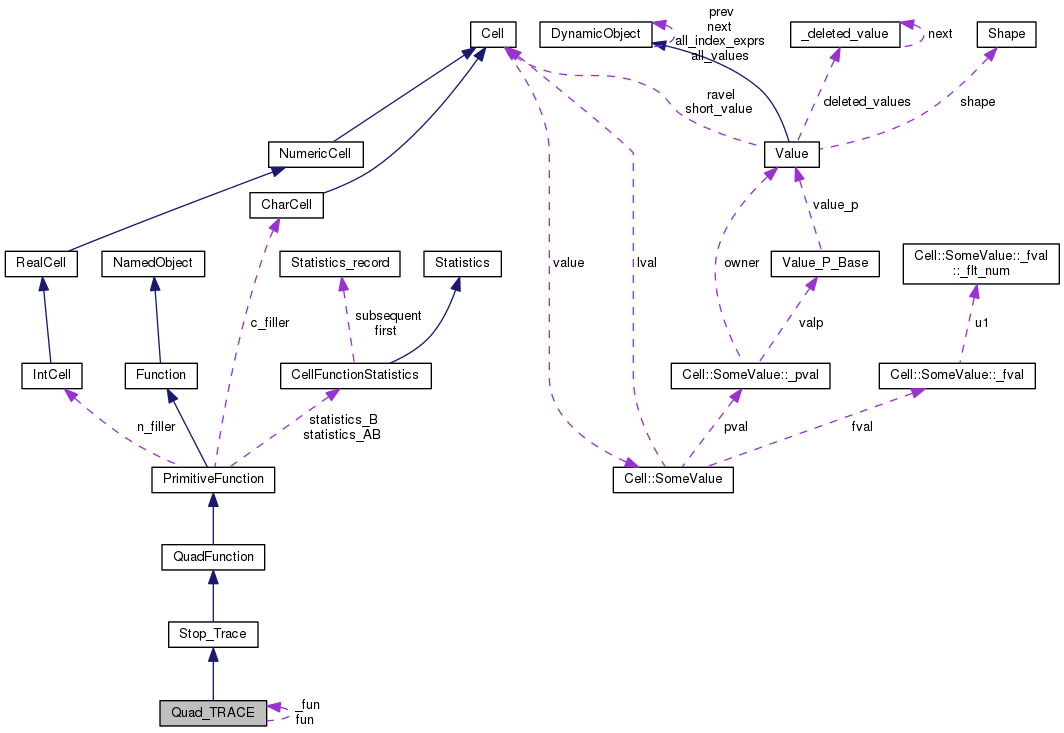 prev
next
all_index_exprs
all_values
Cell
DynamicObject
_deleted_value
next
Shape
ravel
short_value
deleted_values
shape
NumericCell
Value
CharCell
value_p
RealCell
NamedObject
Statistics_record
Statistics
value
lval
owner
Value_P_Base
Cell::SomeValue::_fval
::_flt_num
c_filler
subsequent
first
valp
u1
IntCell
Function
CellFunctionStatistics
Cell::SomeValue::_pval
Cell::SomeValue::_fval
n_filler
statistics_B
statistics_AB
pval
fval
PrimitiveFunction
Cell::SomeValue
QuadFunction
Stop_Trace
Quad_TRACE
_fun
fun